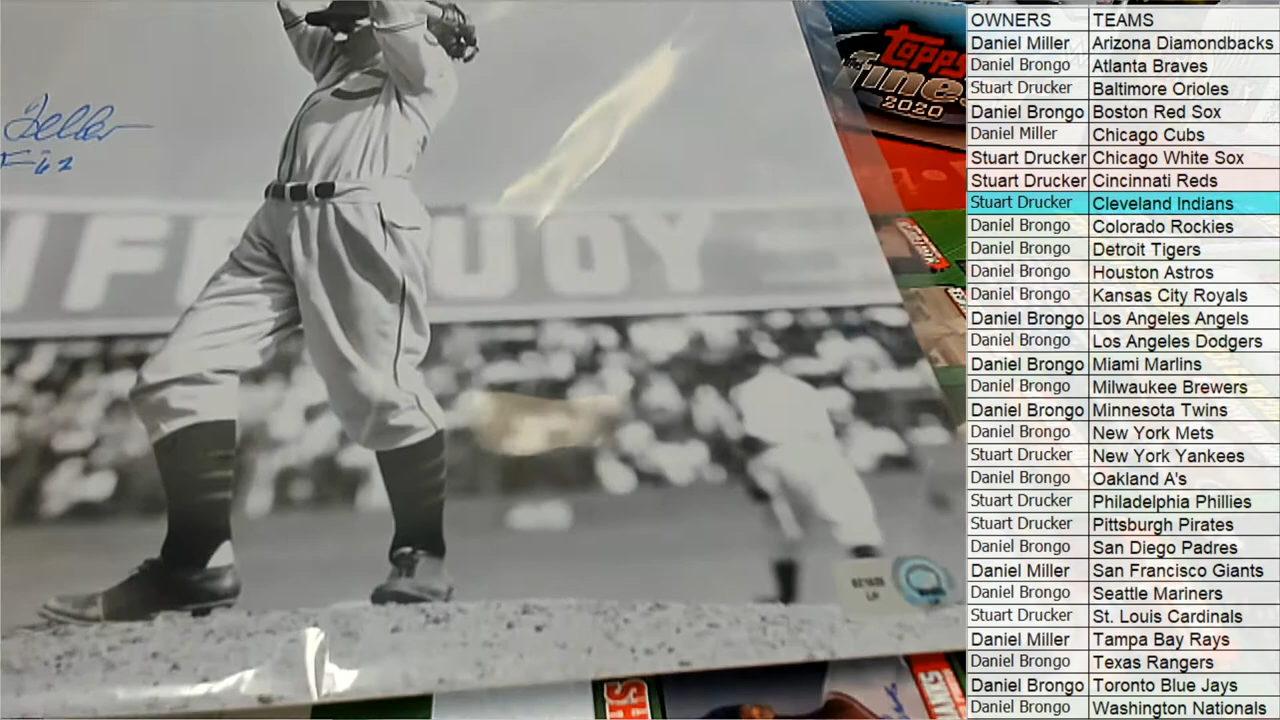 Feller
HOF 62
IFEBUOY
topps
finest
2020
OWNERS TEAMS
Daniel Miller Arizona Diamondbacks
Daniel Brongo Atlanta Braves
Stuart Drucker Baltimore Orioles
Daniel Brongo Boston Red Sox
Daniel Miller Chicago Cubs
Stuart Drucker Chicago White Sox
Stuart Drucker Cincinnati Reds
Stuart Drucker Cleveland Indians
Daniel Brongo Colorado Rockies
Daniel Brongo Detroit Tigers
Daniel Brongo Houston Astros
Daniel Brongo Kansas City Royals
Daniel Brongo Los Angeles Angels
Daniel Brongo Los Angeles Dodgers
Daniel Brongo Miami Marlins
Daniel Brongo Milwaukee Brewers
Daniel Brongo Minnesota Twins
Daniel Brongo New York Mets
Stuart Drucker New York Yankees
Daniel Brongo Oakland A's
Stuart Drucker Philadelphia Phillies
Stuart Drucker Pittsburgh Pirates
Daniel Brongo San Diego Padres
Daniel Miller San Francisco Giants
Daniel Brongo Seattle Mariners
Stuart Drucker St. Louis Cardinals
Daniel Miller Tampa Bay Rays
Daniel Brongo Texas Rangers
Daniel Brongo Toronto Blue Jays
Daniel Brongo Washington Nationals